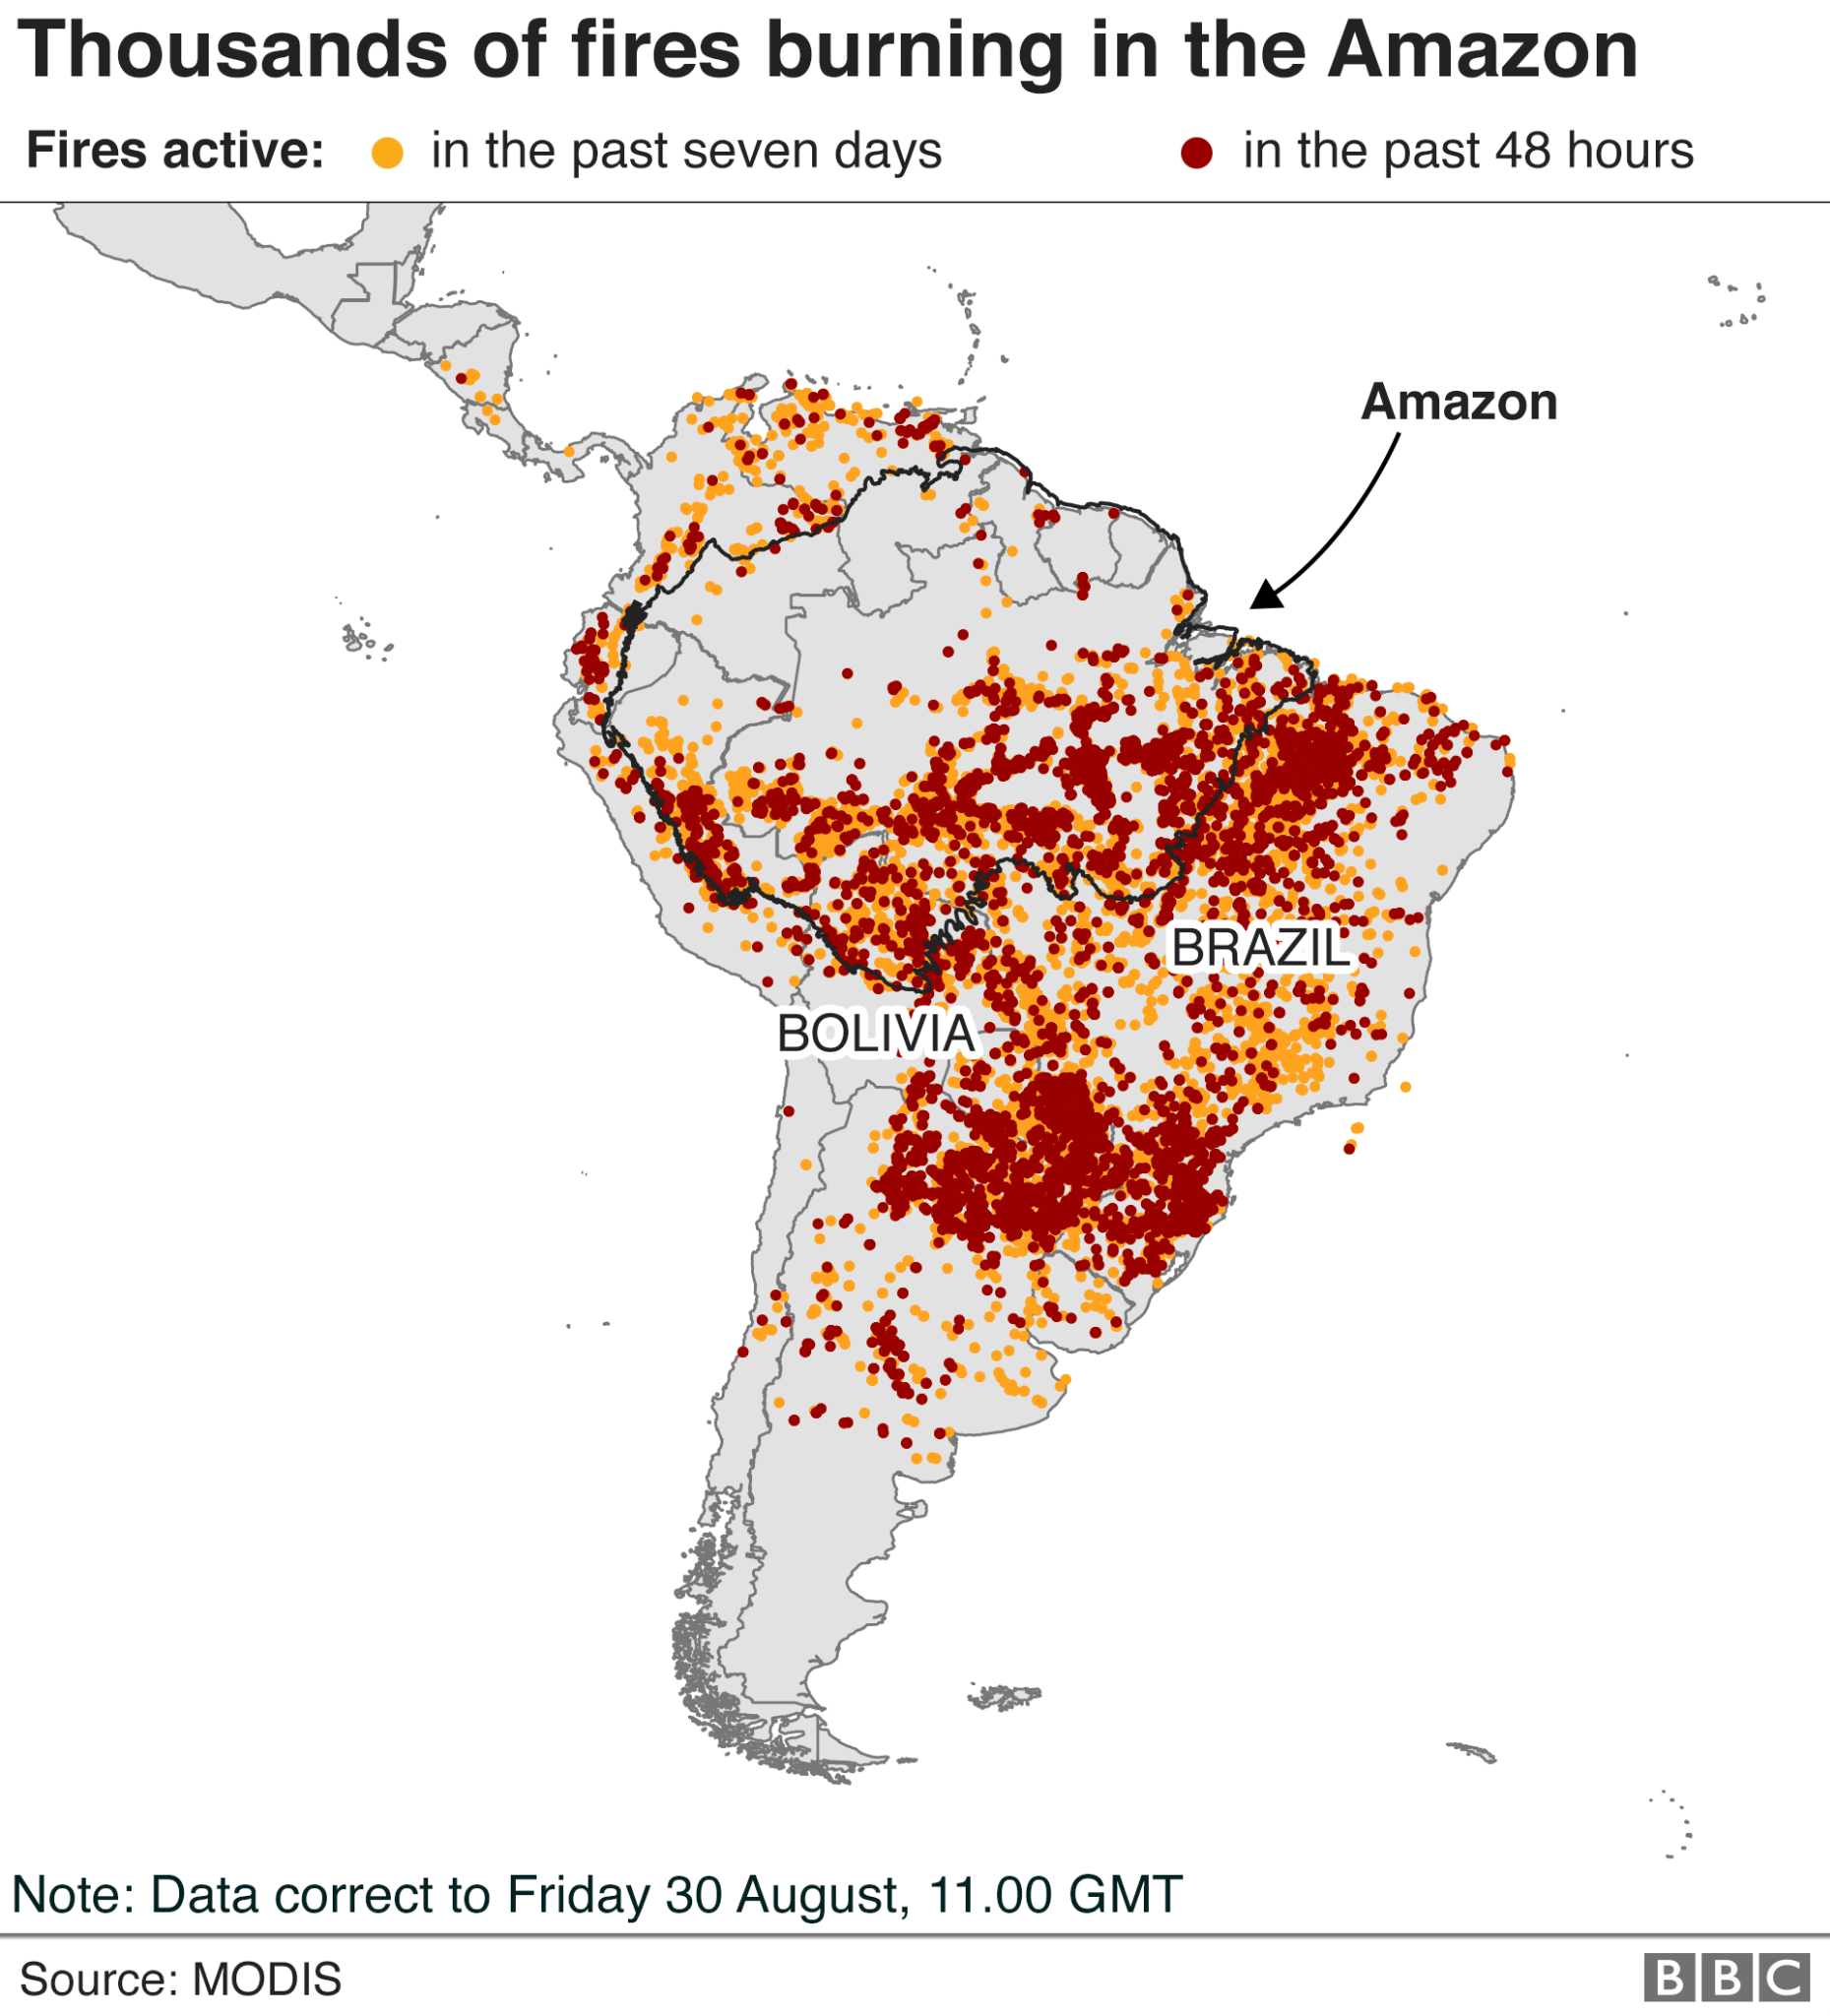 Thousands of fires burning in the Amazon
Fires active: in the past seven days in the past 48 hours
Amazon
BRAZIL
BOLIVIA
Note: Data correct to Friday 30 August, 11.00 GMT
Source: MODIS
BBC